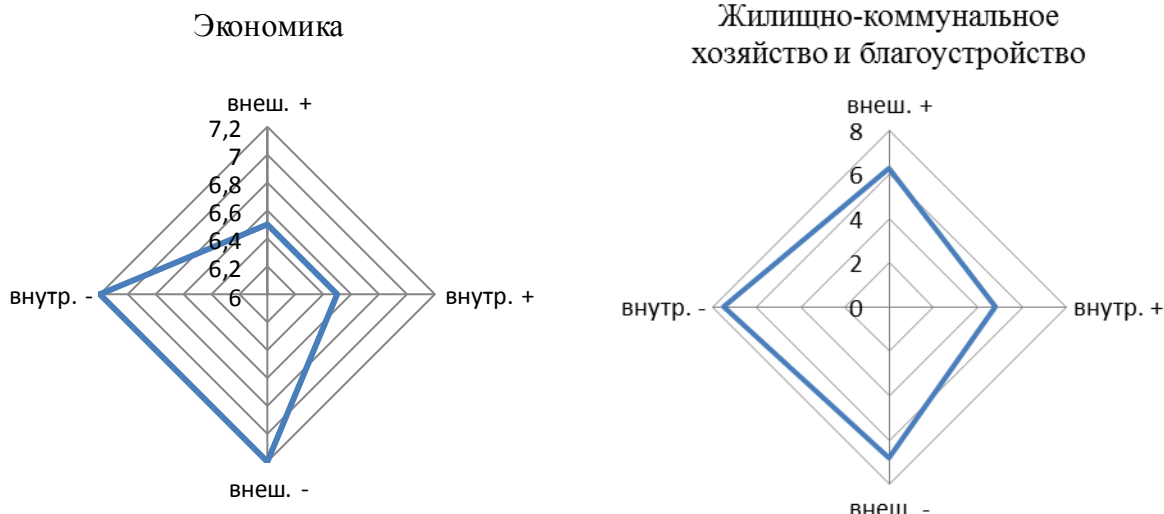 Экономика
внеш. +
7,2
7
6,8
6,6
6,4
6,2
6
внутр. -
внутр. +
внеш. -
Жилищно-коммунальное
хозяйство и благоустройство
внеш. +
8
6
4
2
0
внутр. -
внутр. +
внеш. -